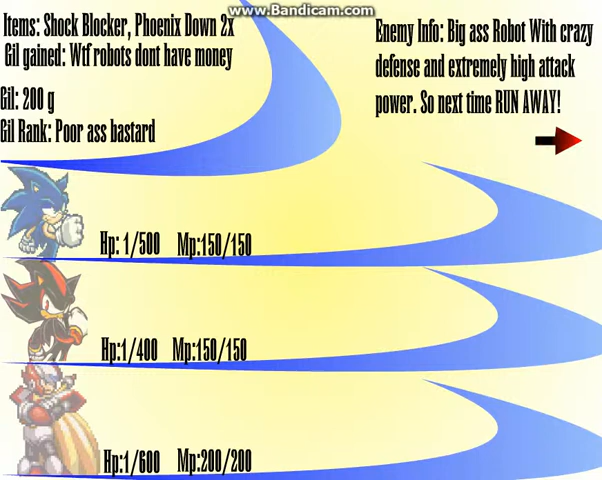 www.Bandicam.com
Items: Shock Blocker, Phoenix Down 2x
Gil gained: Wtf robots dont have money
Gil: 200 g
Gil Rank: Poor ass bastard
Enemy Info: Big ass Robot With crazy
defense and extremely high attack
power. So next time RUN AWAY!
Hp: 1/500 Mp:150/150
Hp:1/400 Mp:150/150
Hp:1/600 Mp:200/200